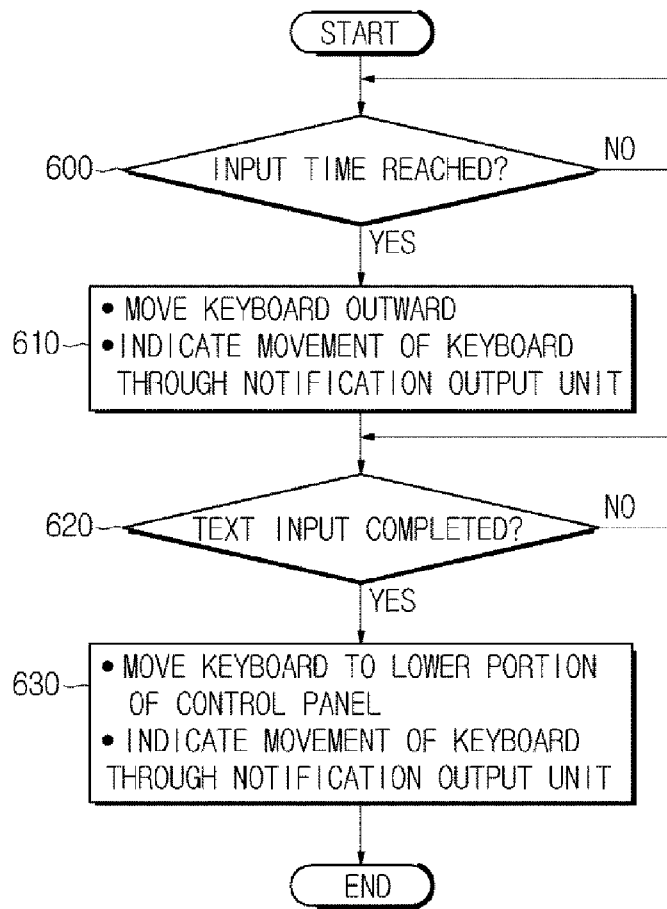 START
600
INPUT TIME REACHED?
NO
YES
610
• MOVE KEYBOARD OUTWARD
• INDICATE MOVEMENT OF KEYBOARD
THROUGH NOTIFICATION OUTPUT UNIT
620
TEXT INPUT COMPLETED?
NO
YES
630
• MOVE KEYBOARD TO LOWER PORTION
OF CONTROL PANEL
• INDICATE MOVEMENT OF KEYBOARD
THROUGH NOTIFICATION OUTPUT UNIT
END